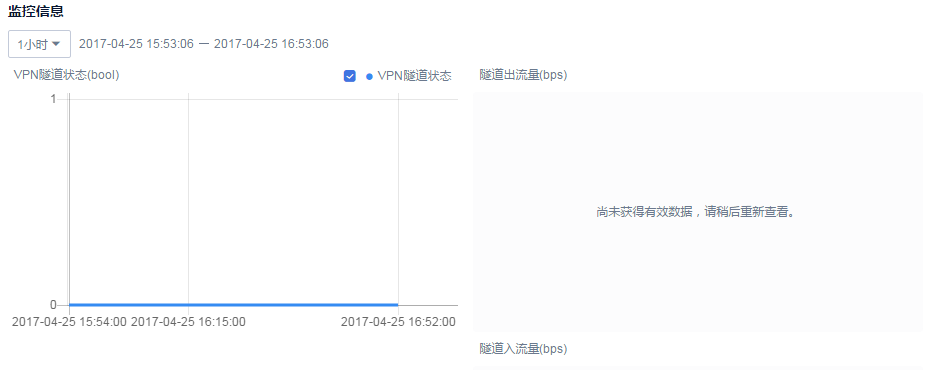 监控信息
1小时 2017-04-25 15:53:06 一 2017-04-25 16:53:06
VPN隧道状态(bool) VPN隧道状态
1
0
2017-04-25 15:54:00 2017-04-25 16:15:00 2017-04-25 16:52:00
隧道出流量(bps)
尚未获得有效数据，请稍后重新查看。
隧道入流量(bps)